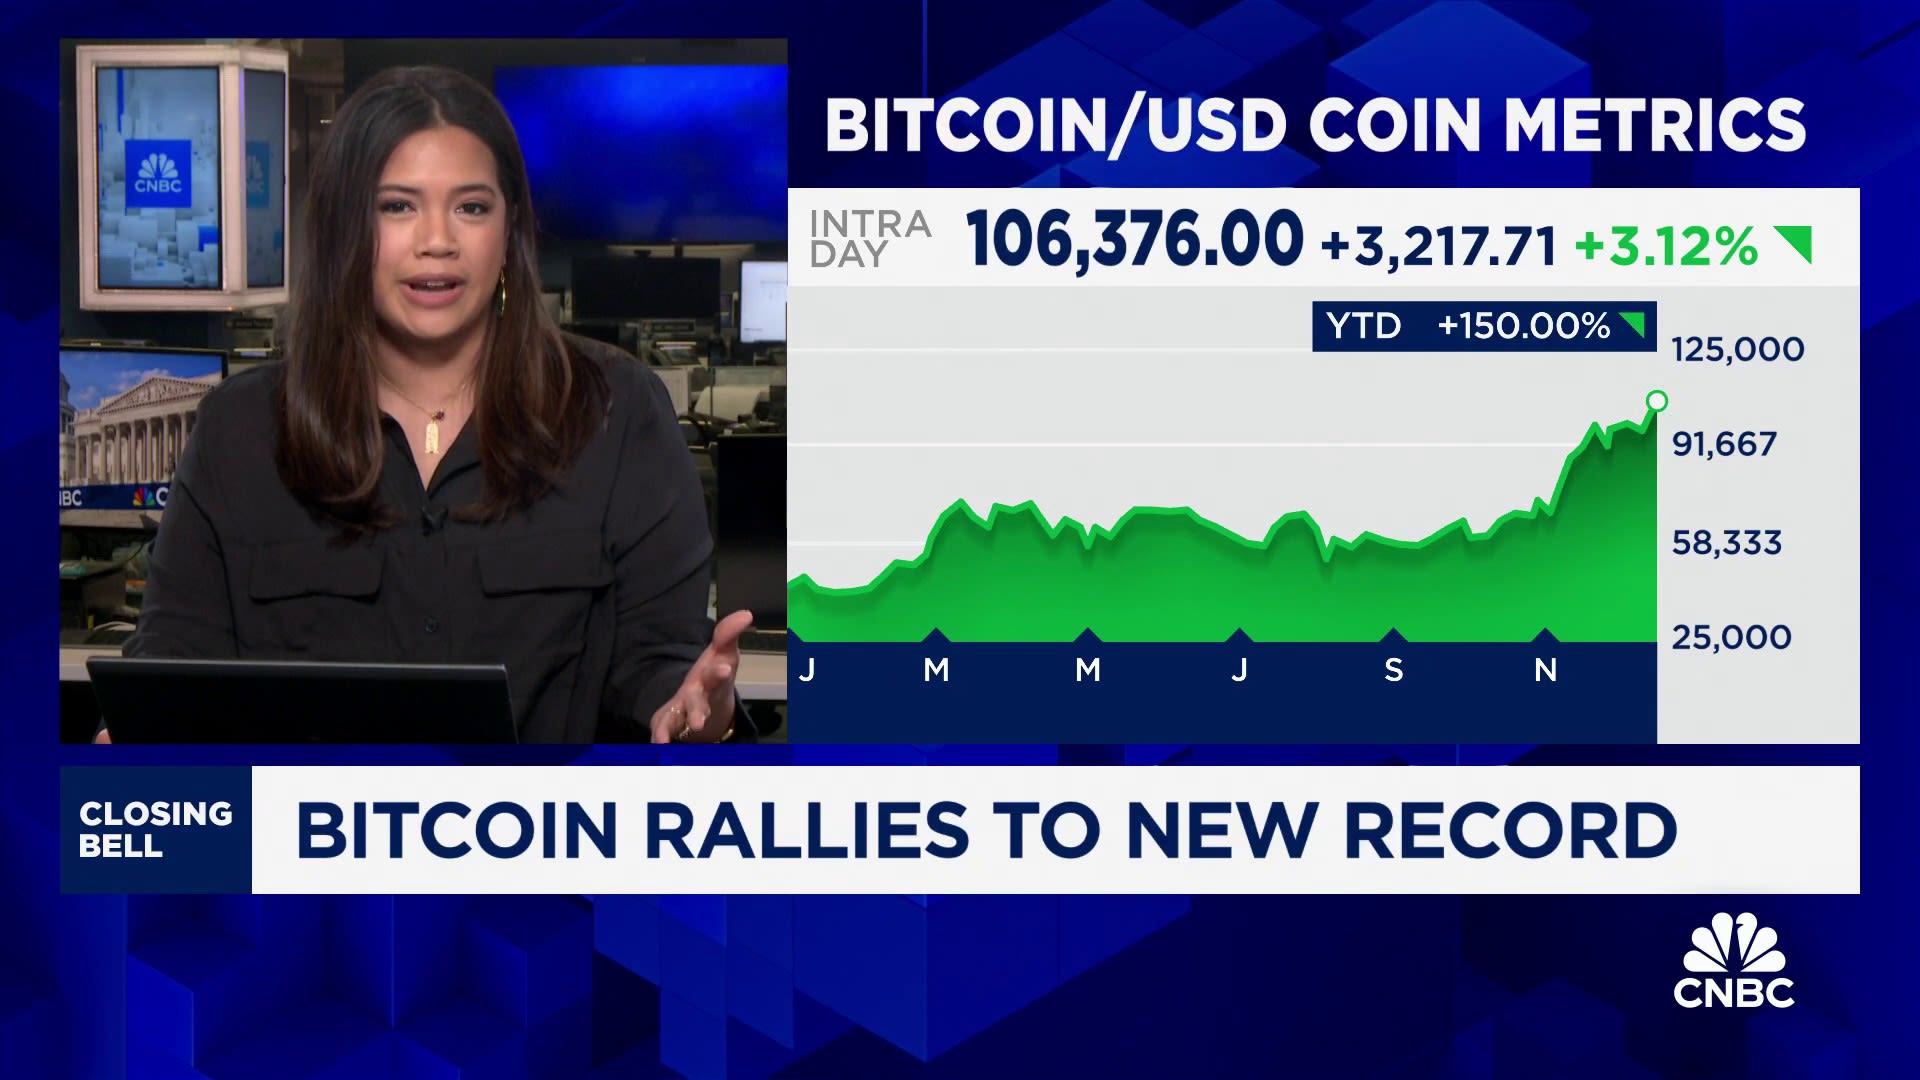 BITCOIN/USD COIN METRICS
INTRA
DAY
106,376.00 +3,217.71 +3.12%
YTD +150.00%
125,000
91,667
58,333
25,000
J M M J S N
CNBC
CLOSING
BELL
BITCOIN RALLIES TO NEW RECORD
CNBC